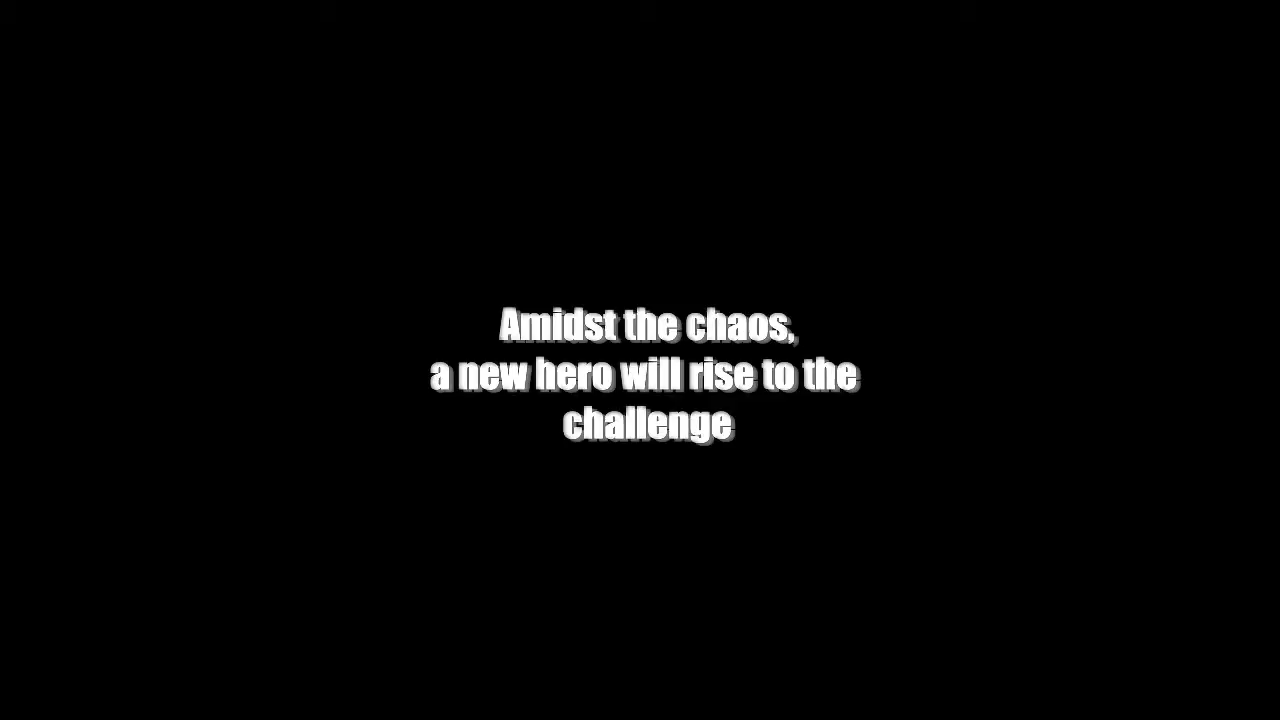 Amidst the chaos,
a new hero will rise to the
challenge